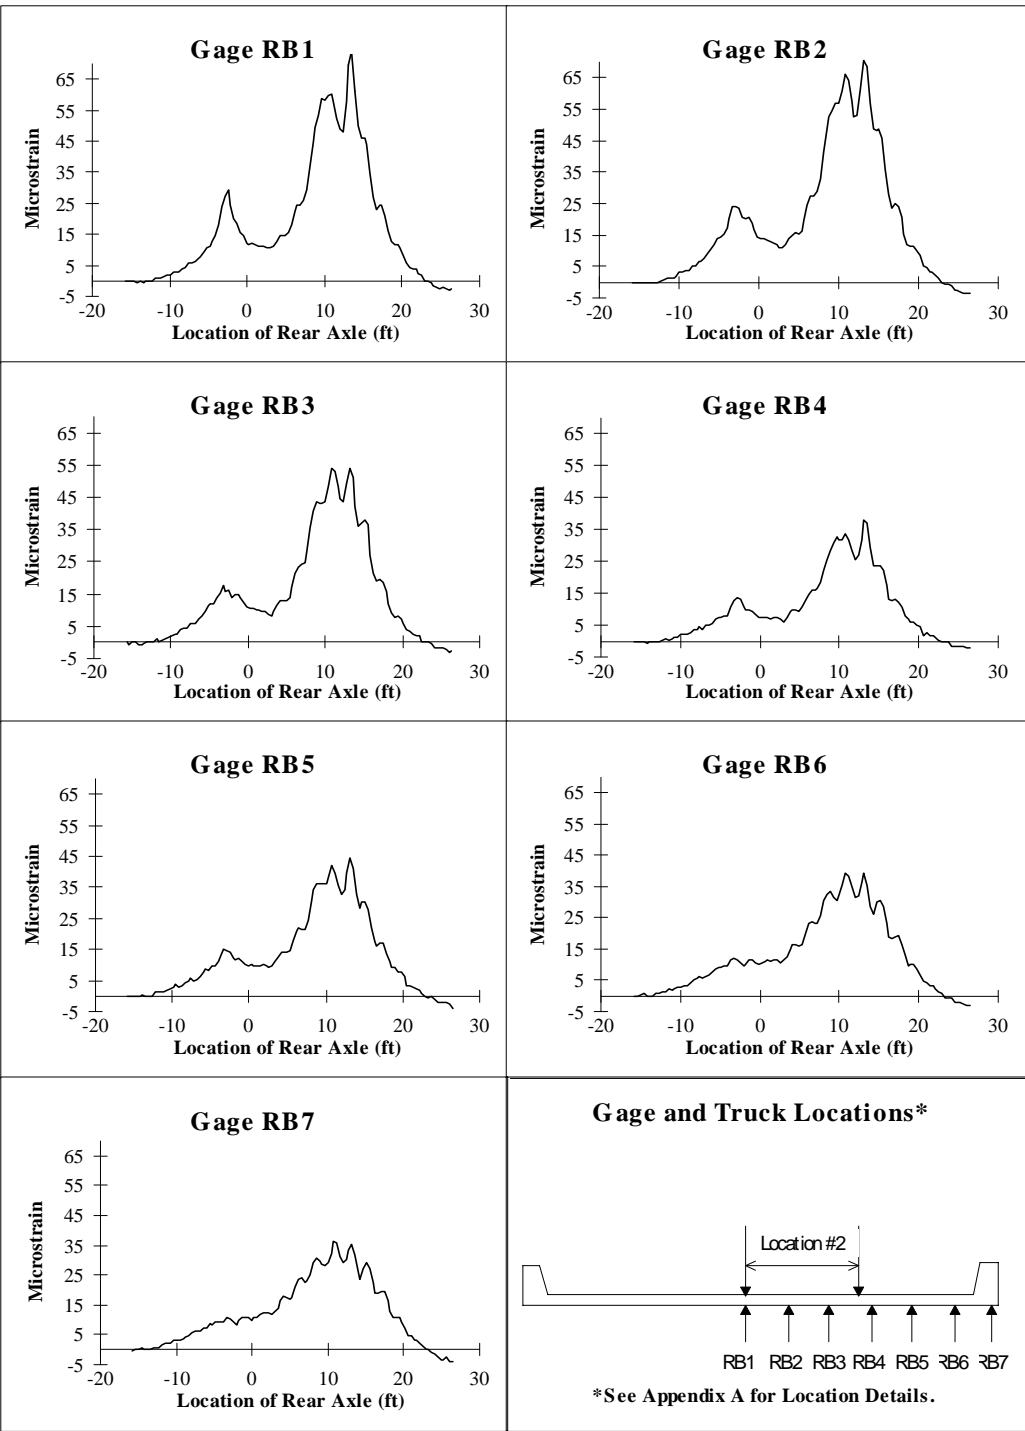 Gage RB1
Microstrain
65
55
45
35
25
15
5
-5
-20 -10 0 10 20 30
Location of Rear Axle (ft)
Gage RB2
Microstrain
65
55
45
35
25
15
5
-5
-20 -10 0 10 20 30
Location of Rear Axle (ft)
Gage RB3
Microstrain
65
55
45
35
25
15
5
-5
-20 -10 0 10 20 30
Location of Rear Axle (ft)
Gage RB4
Microstrain
65
55
45
35
25
15
5
-5
-20 -10 0 10 20 30
Location of Rear Axle (ft)
Gage RB5
Microstrain
65
55
45
35
25
15
5
-5
-20 -10 0 10 20 30
Location of Rear Axle (ft)
Gage RB6
Microstrain
65
55
45
35
25
15
5
-5
-20 -10 0 10 20 30
Location of Rear Axle (ft)
Gage RB7
Microstrain
65
55
45
35
25
15
5
-5
-20 -10 0 10 20 30
Location of Rear Axle (ft)
Gage and Truck Locations*
Location #2
RB1 RB2 RB3 RB4 RB5 RB6 RB7
*See Appendix A for Location Details.